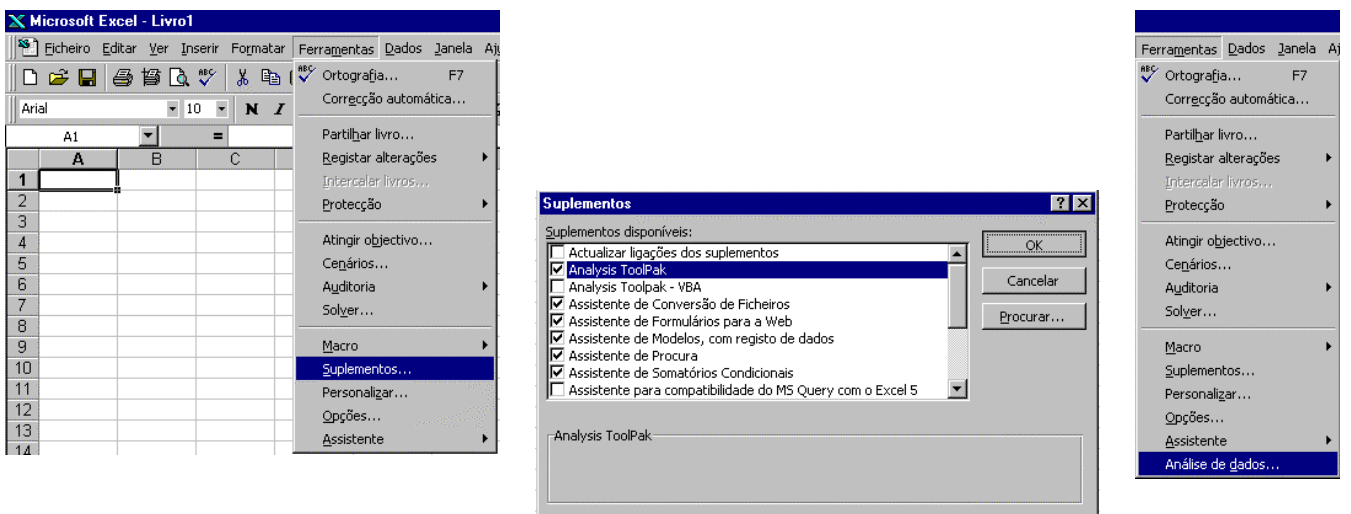 Microsoft Excel - Livro1
Ficheiro Editar Ver Inserir Formatar Ferramentas Dados Janela
Arial 10 N I
A1 =
A B C
1
2
3
4
5
6
7
8
9
10
11
12
13
14
Ortografia... F7
Correcção automática...
Partilhar livro...
Registar alterações
Intercalar livros...
Protecção
Atingir objectivo...
Cenários...
Auditoria
Solver...
Macro
Suplementos...
Personalizar...
Opções...
Assistente
Suplementos
Suplementos disponíveis:
Actualizar ligações dos suplementos
Analysis ToolPak
Analysis Toolpak - VBA
Assistente de Conversão de Ficheiros
Assistente de Formulários para a Web
Assistente de Modelos, com registo de dados
Assistente de Procura
Assistente de Somatórios Condicionais
Assistente para compatibilidade do MS Query com o Excel 5
OK
Cancelar
Procurar...
Analysis ToolPak
Ferramentas Dados Janela
Ortografia... F7
Correcção automática...
Partilhar livro...
Registar alterações
Intercalar livros...
Protecção
Atingir objectivo...
Cenários...
Auditoria
Solver...
Macro
Suplementos...
Personalizar...
Opções...
Assistente
Análise de dados...